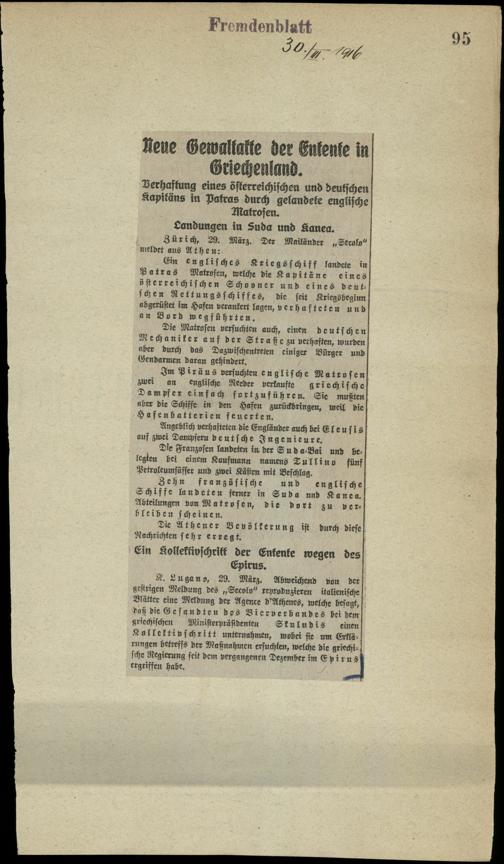 Fremdenblatt
30./III. 1916
95
Neue Gewaltakte der Entente in
Griechenland.
Verhaftung eines österreichischen und deutschen
Kapitäns in Patras durch gelandete englische
Matrosen.
Landungen in Suda und Kanea.
Zürich, 29. März. Der Mailänder „Secolo"
meldet aus Athen:
Ein englisches Kriegsschiff landete in
Patras Matrosen, welche die Kapitäne eines
österreichischen Schooner und eines deut-
schen Rettungsschiffes, die seit Kriegsbeginn
abgerüstet im Hafen verankert lagen, verhafteten und
an Bord wegführten.
Die Matrosen versuchten auch, einen deutschen
Mechaniker auf der Straße zu verhaften, wurden
aber durch das Dazwischentreten einiger Bürger und
Gendarmen daran gehindert.
Im Piräus versuchten englische Matrosen
zwei an englische Reeder verkaufte griechische
Dampfer einfach fortzuführen. Sie mußten
aber die Schiffe in den Hafen zurückbringen, weil die
Hafenbatterien feuerten.
Angeblich verhafteten die Engländer auch bei Eleusis
auf zwei Dampfern deutsche Ingenieure.
Die Franzosen landeten in der Suda-Bai und be-
legten bei einem Kaufmann namens Tullino fünf
Petroleumfässer und zwei Kisten mit Beschlag.
Zehn französische und englische
Schiffe landeten ferner in Suda und Kanea.
Abteilungen von Matrosen, die dort zu ver-
bleiben scheinen.
Die Athener Bevölkerung ist durch diese
Nachrichten sehr erregt.
Ein Kollektivschritt der Entente wegen des
Epirus.
K. Lugano, 29. März. Abweichend von der
gestrigen Meldung des „Secolo" reproduzieren italienische
Blätter eine Meldung der Agence d'Athenes, welche besagt,
daß die Gesandten des Vierverbandes bei dem
griechischen Ministerpräsidenten Skuludis einen
Kollektivschritt unternahmen, wobei sie um Erklä-
rungen betreffs der Maßnahmen ersuchten, welche die griechi-
sche Regierung seit dem vergangenen Dezember im Epirus
ergriffen habe.